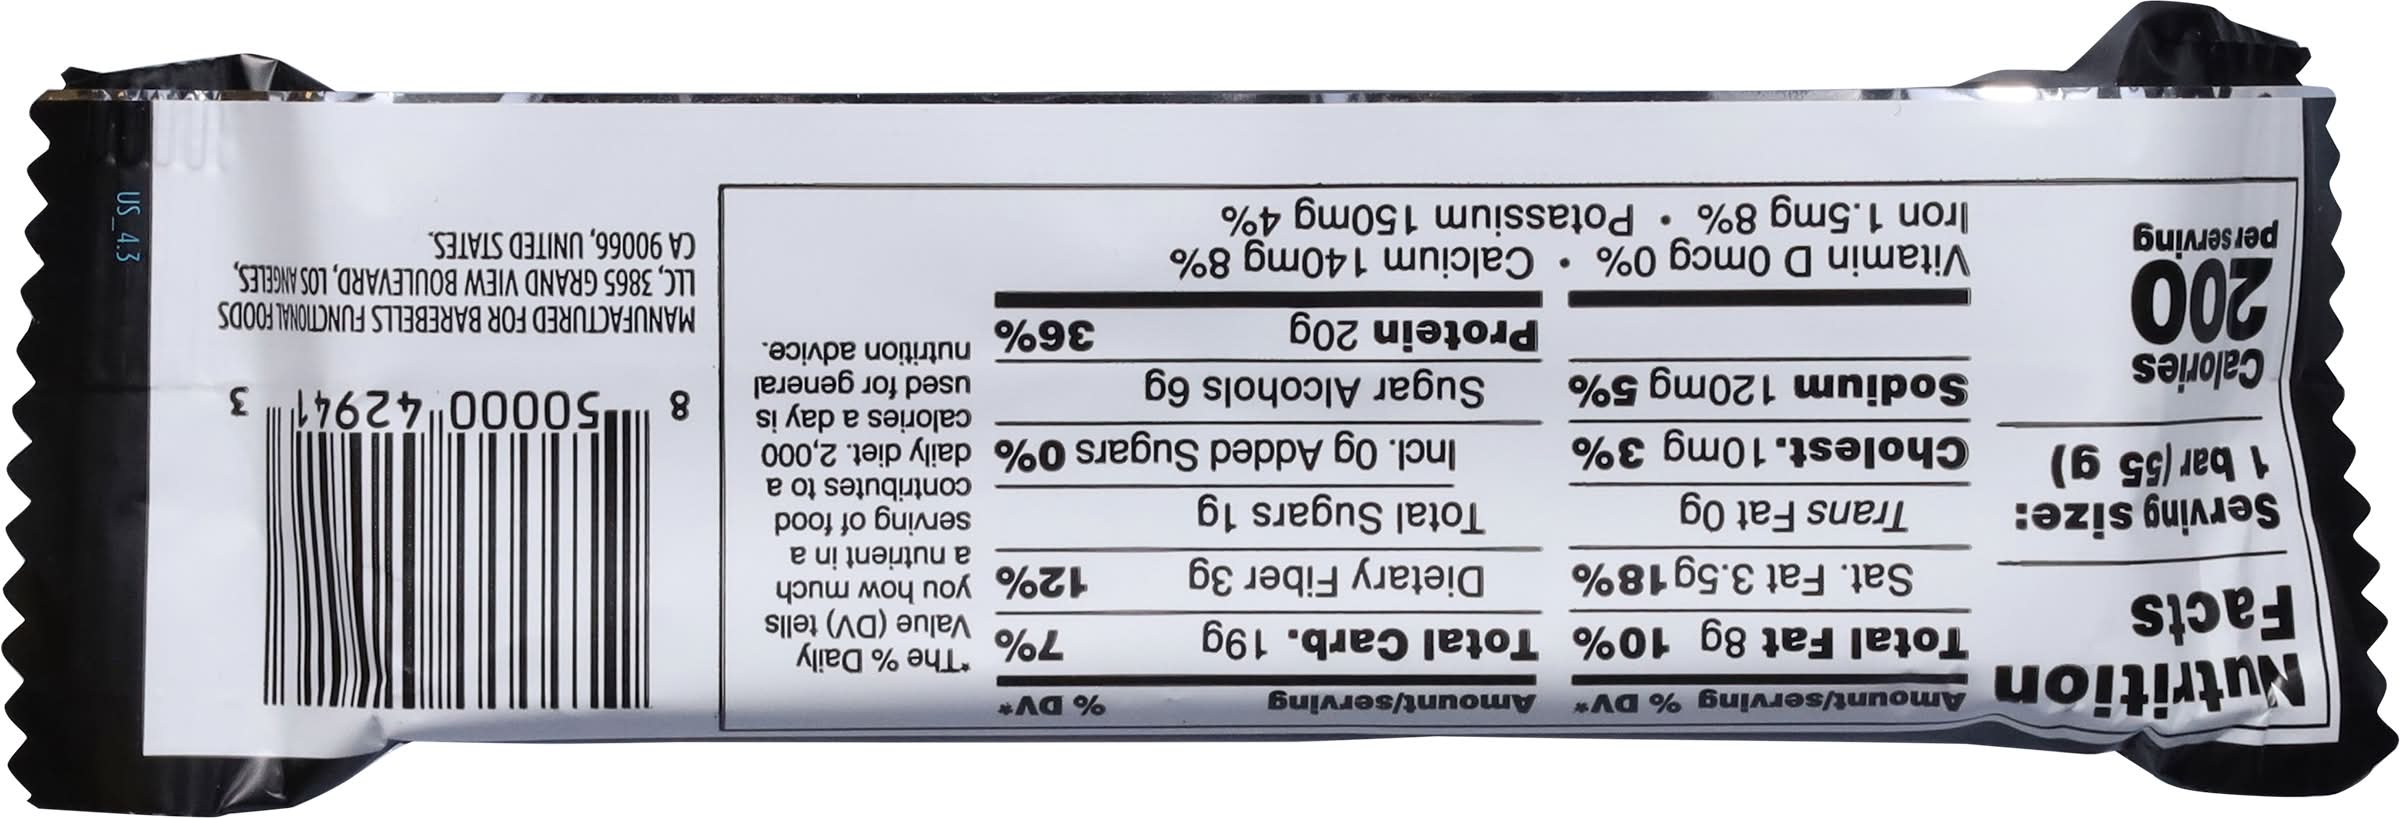 Nutrition
Facts
Serving size:
1 bar (55 g)
Calories
200
per serving
Amount/serving % DV*
Total Fat 8g 10%
Sat. Fat 3.5g 18%
Trans Fat 0g
Cholest. 10mg 3%
Sodium 120mg 5%
Amount/serving % DV*
Total Carb. 19g 7%
Dietary Fiber 3g 12%
Total Sugars 1g
Incl. 0g Added Sugars 0%
Sugar Alcohols 6g
Protein 20g 36%
Vitamin D 0mcg 0% • Calcium 140mg 8%
Iron 1.5mg 8% • Potassium 150mg 4%
*The % Daily
Value (DV) tells
you how much
a nutrient in a
serving of food
contributes to a
daily diet. 2,000
calories a day is
used for general
nutrition advice.
8 50000 42941 3
MANUFACTURED FOR BAREBELLS FUNCTIONAL FOODS
LLC, 3865 GRAND VIEW BOULEVARD, LOS ANGELES,
CA 90066, UNITED STATES.
US_4.3